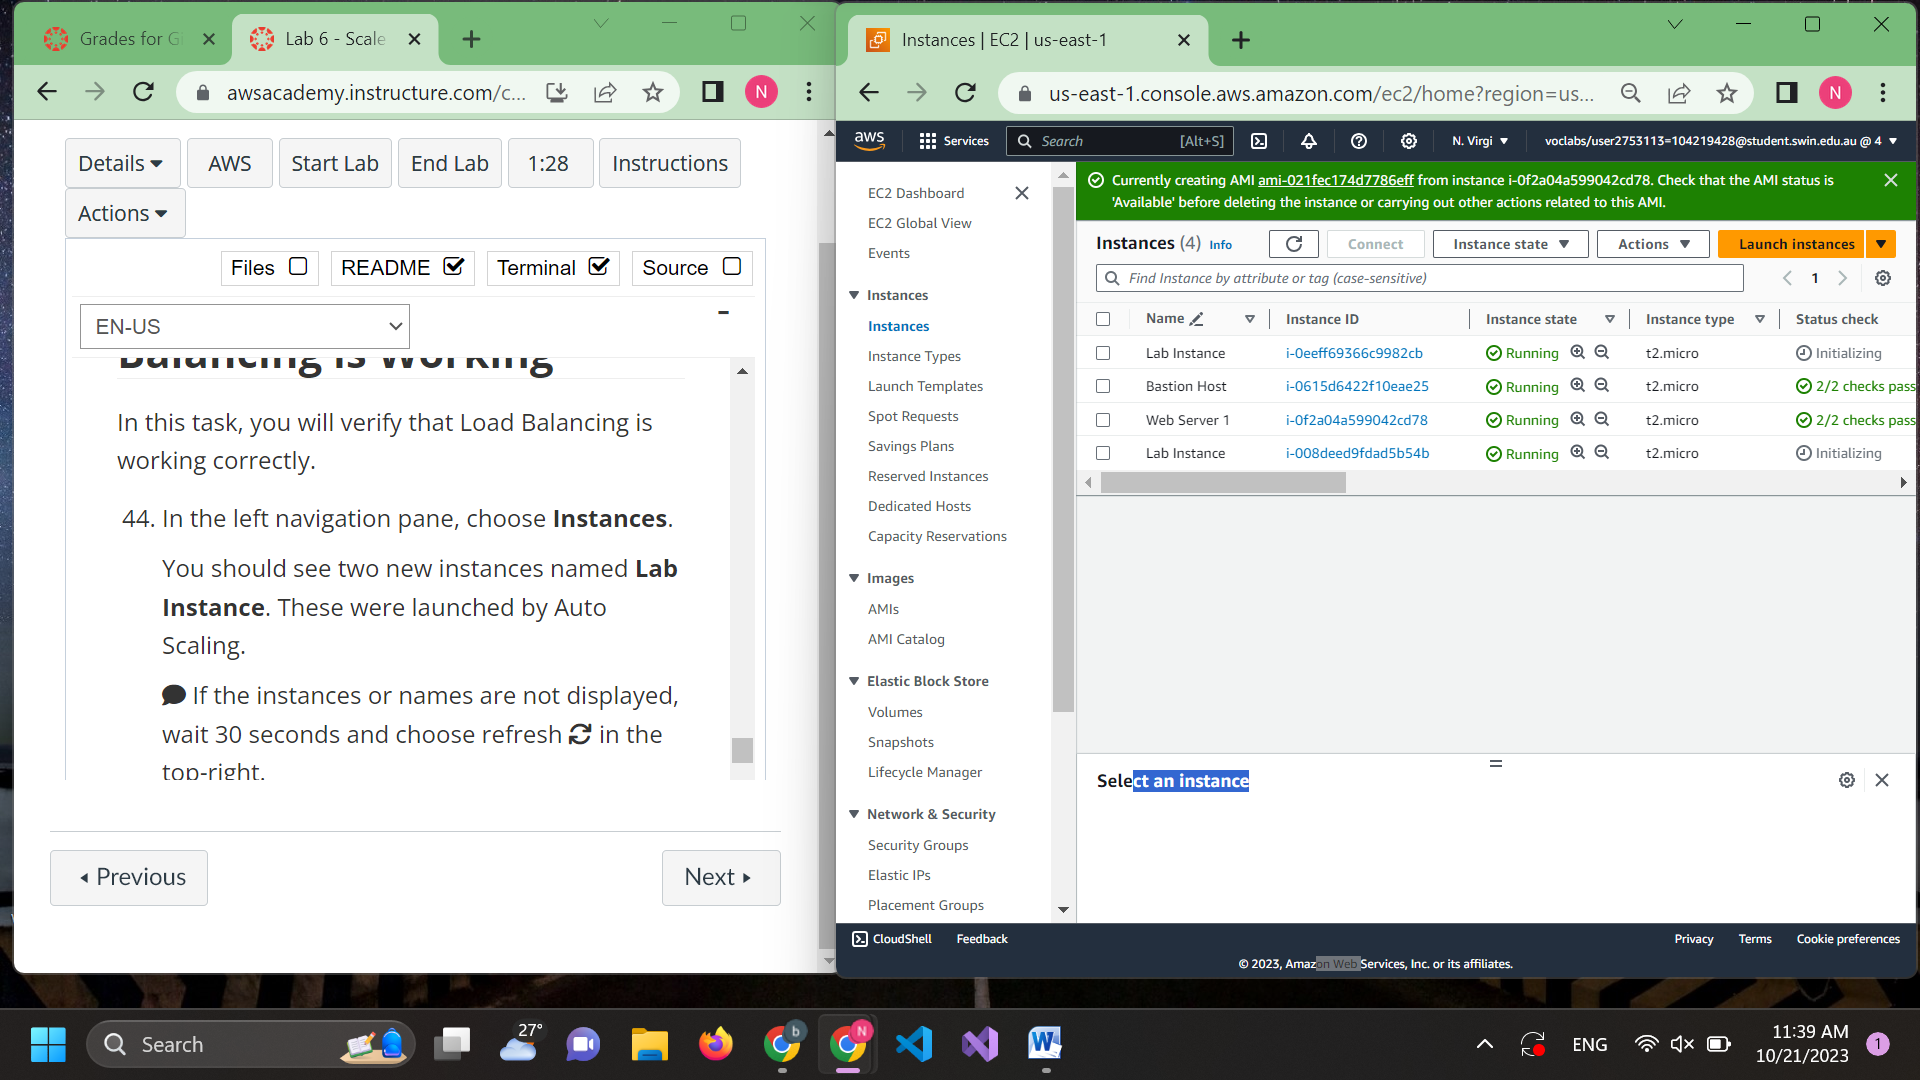 Grades for Gi
Lab 6 - Scale
awsacademy.instructure.com/c...
N
Details
AWS
Start Lab
End Lab
1:28
Instructions
Actions
Files
README
Terminal
Source
EN-US
Balancing is Working
In this task, you will verify that Load Balancing is
working correctly.
44. In the left navigation pane, choose Instances.
You should see two new instances named Lab
Instance. These were launched by Auto
Scaling.
If the instances or names are not displayed,
wait 30 seconds and choose refresh in the
top-right.
Previous
Next
Instances | EC2 | us-east-1
us-east-1.console.aws.amazon.com/ec2/home?region=us...
N
aws
Services
Search
[Alt+S]
N. Virgi
voclabs/user2753113=104219428@student.swin.edu.au @ 4
EC2 Dashboard
EC2 Global View
Events
Instances
Instances
Instance Types
Launch Templates
Spot Requests
Savings Plans
Reserved Instances
Dedicated Hosts
Capacity Reservations
Images
AMIs
AMI Catalog
Elastic Block Store
Volumes
Snapshots
Lifecycle Manager
Network & Security
Security Groups
Elastic IPs
Placement Groups
Currently creating AMI ami-021fec174d7786eff from instance i-0f2a04a599042cd78. Check that the AMI status is
'Available' before deleting the instance or carrying out other actions related to this AMI.
Instances (4) Info
Connect
Instance state
Actions
Launch instances
Find Instance by attribute or tag (case-sensitive)
1
Name Instance ID Instance state Instance type Status check
Lab Instance i-0eeff69366c9982cb Running t2.micro Initializing
Bastion Host i-0615d6422f10eae25 Running t2.micro 2/2 checks pass
Web Server 1 i-0f2a04a599042cd78 Running t2.micro 2/2 checks pass
Lab Instance i-008deed9fdad5b54b Running t2.micro Initializing
Select an instance
CloudShell
Feedback
Privacy
Terms
Cookie preferences
© 2023, Amazon Web Services, Inc. or its affiliates.
Search
27°
b
N
ENG
11:39 AM
10/21/2023
1